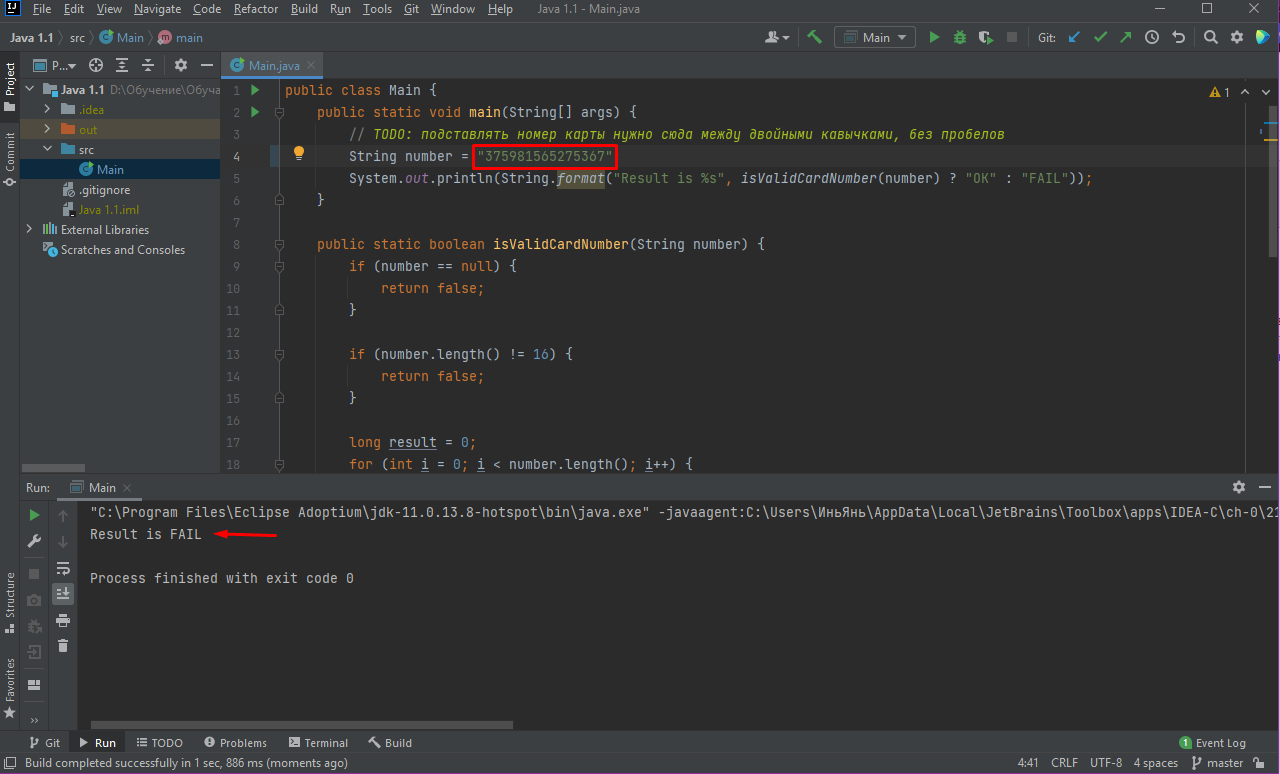 File Edit View Navigate Code Refactor Build Run Tools Git Window Help Java 1.1 - Main.java
Java 1.1 src Main main Main Git:
Project
Commit
Structure
Favorites
P... Main.java
Java 1.1 D:\Обучение\Обуча
.idea
out
src
Main
.gitignore
Java 1.1.iml
External Libraries
Scratches and Consoles
1 public class Main { 1
2 public static void main(String[] args) {
3 // TODO: подставлять номер карты нужно сюда между двойными кавычками, без пробелов
4 String number = "375981565275367"
5 System.out.println(String.format("Result is %s", isValidCardNumber(number) ? "OK" : "FAIL"));
6 }
7
8 public static boolean isValidCardNumber(String number) {
9 if (number == null) {
10 return false;
11 }
12
13 if (number.length() != 16) {
14 return false;
15 }
16
17 long result = 0;
18 for (int i = 0; i < number.length(); i++) {
Run: Main
"C:\Program Files\Eclipse Adoptium\jdk-11.0.13.8-hotspot\bin\java.exe" -javaagent:C:\Users\ИньЯнь\AppData\Local\JetBrains\Toolbox\apps\IDEA-C\ch-0\21
Result is FAIL
Process finished with exit code 0
Git Run TODO Problems Terminal Build 1 Event Log
Build completed successfully in 1 sec, 886 ms (moments ago) 4:41 CRLF UTF-8 4 spaces master